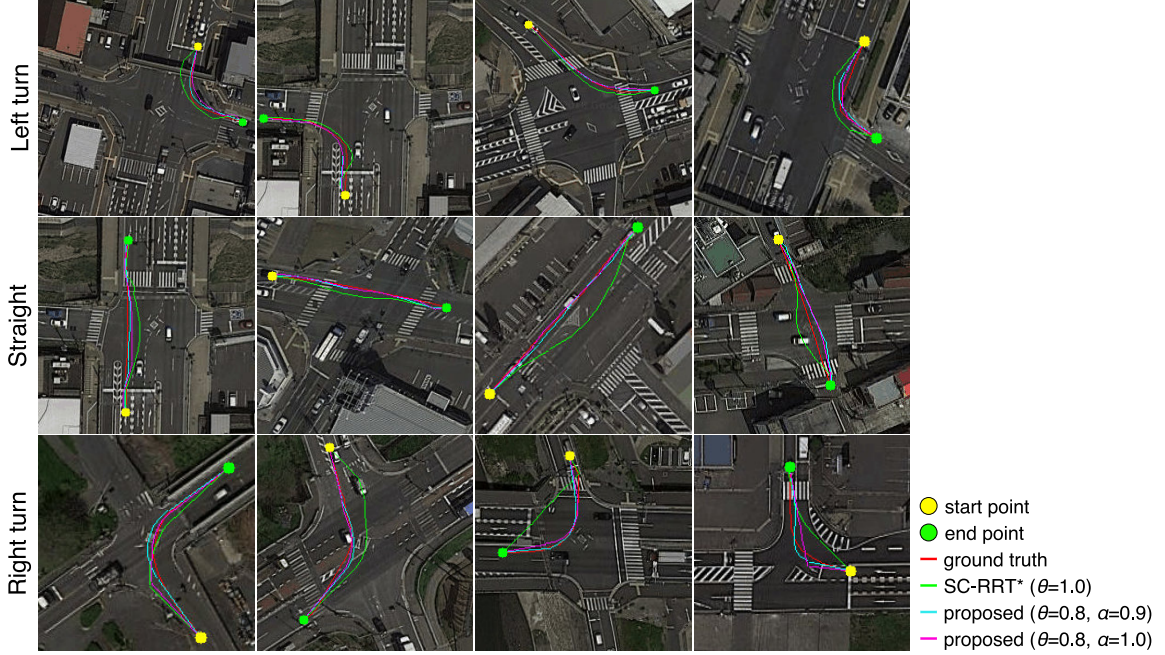 Left turn
Straight
Right turn
start point
end point
ground truth
SC-RRT* (θ=1.0)
proposed (θ=0.8, α=0.9)
proposed (θ=0.8, α=1.0)